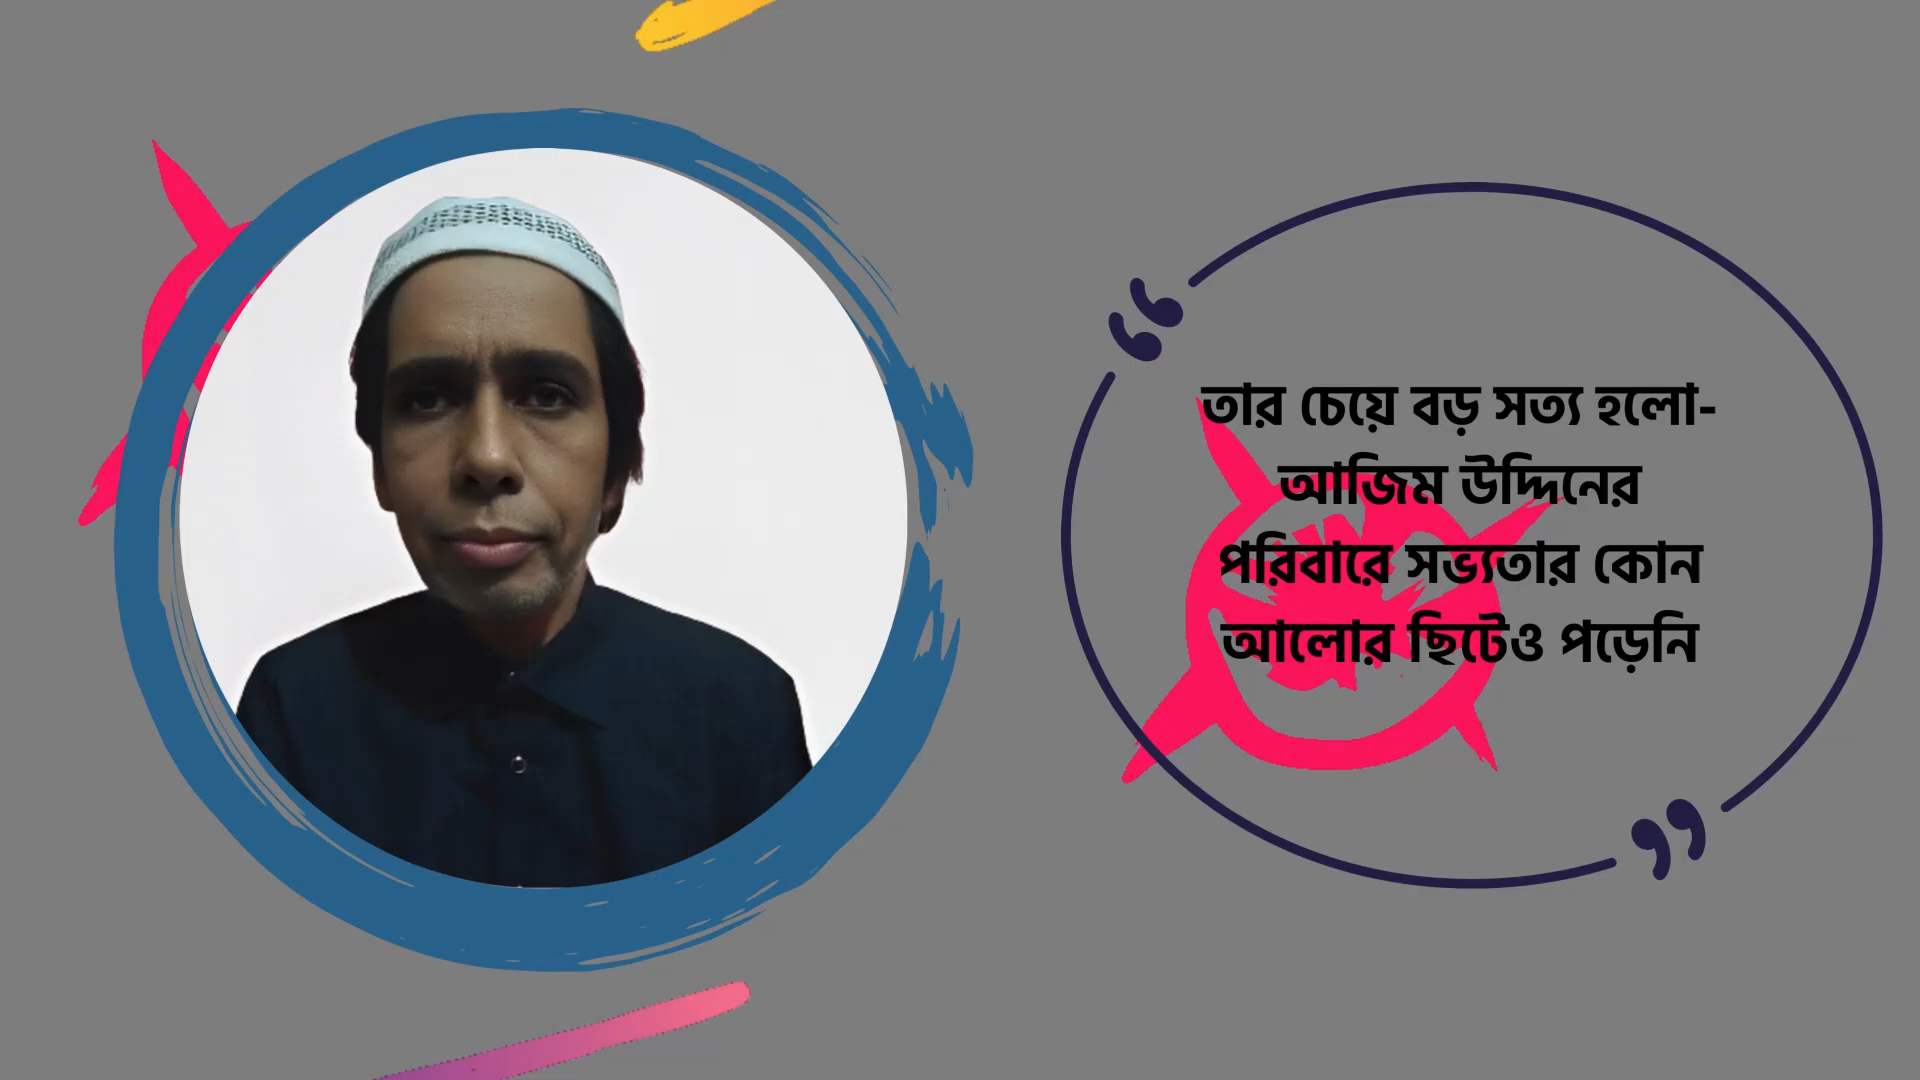 তার চেয়ে বড় সত্য হলো-
আজিম উদ্দিনের
পরিবারে সভ্যতার কোন
আলোর ছিটেও পড়েনি